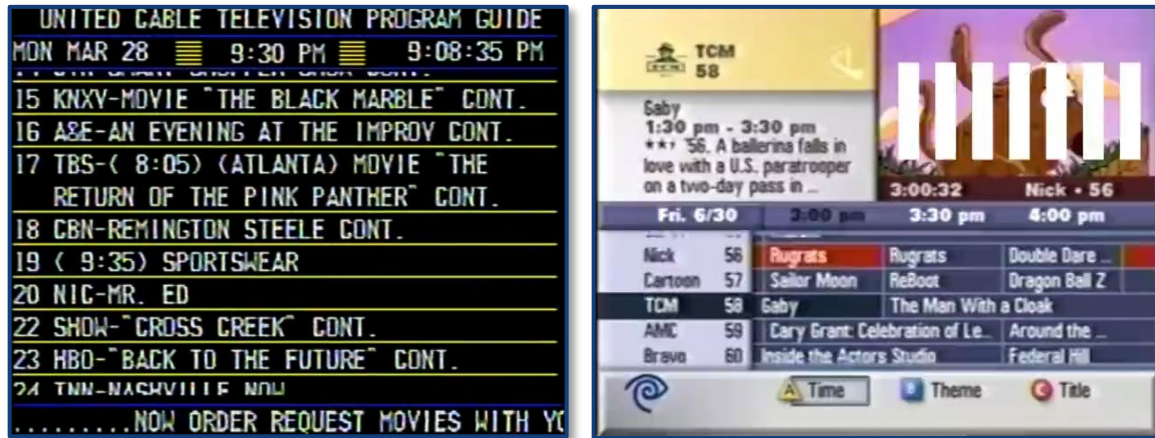 UNITED CABLE TELEVISION PROGRAM GUIDE
MON MAR 28 9:30 PM 9:08:35 PM
15 KNXV-MOVIE "THE BLACK MARBLE" CONT.
16 A&E-AN EVENING AT THE IMPROV CONT.
17 TBS-( 8:05) (ATLANTA) MOVIE "THE
RETURN OF THE PINK PANTHER" CONT.
18 CBN-REMINGTON STEELE CONT.
19 ( 9:35) SPORTSWEAR
20 NIC-MR. ED
22 SHOW-"CROSS CREEK" CONT.
23 HBO-"BACK TO THE FUTURE" CONT.
24 TNN-NASHVILLE NOW
.........NOW ORDER REQUEST MOVIES WITH YO
TCM
58
Gaby
1:30 pm - 3:30 pm
'56. A ballerina falls in
love with a U.S. paratrooper
on a two-day pass in ...
3:00:32 Nick • 56
Fri. 6/30 3:00 pm 3:30 pm 4:00 pm
Nick 56 Rugrats Rugrats Double Dare ...
Cartoon 57 Sailor Moon ReBoot Dragon Ball Z
TCM 58 Gaby The Man With a Cloak
AMC 59 Cary Grant: Celebration of Le... Around the ...
Bravo 60 Inside the Actors Studio Federal Hill
A Time B Theme C Title